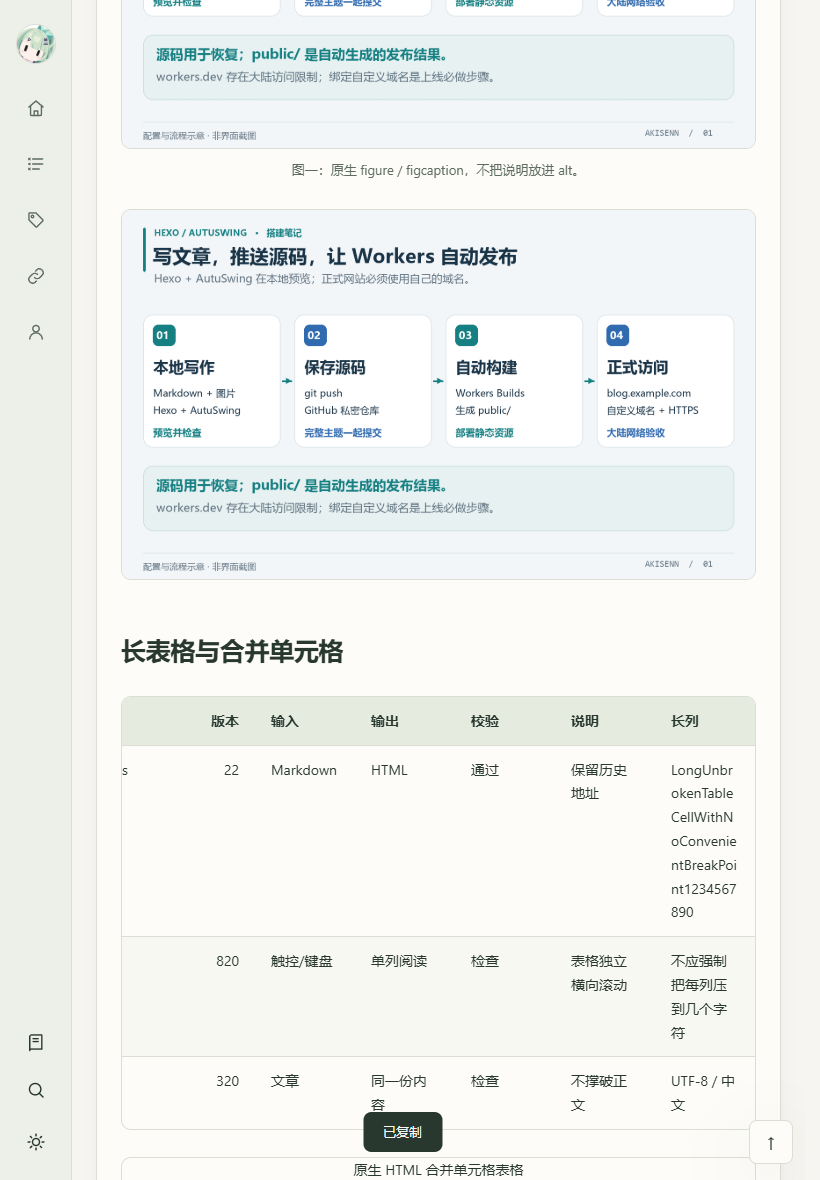 预览并检查
完整主题一起提交
部署静态资源
大陆网络验收
源码用于恢复；public/ 是自动生成的发布结果。
workers.dev 存在大陆访问限制；绑定自定义域名是上线必做步骤。
配置与流程示意 · 非界面截图
AKISENN / 01
图一：原生 figure / figcaption，不把说明放进 alt。
HEXO / AUTUSWING • 搭建笔记
写文章，推送源码，让 Workers 自动发布
Hexo + AutuSwing 在本地预览；正式网站必须使用自己的域名。
01
本地写作
Markdown + 图片
Hexo + AutuSwing
预览并检查
02
保存源码
git push
GitHub 私密仓库
完整主题一起提交
03
自动构建
Workers Builds
生成 public/
部署静态资源
04
正式访问
blog.example.com
自定义域名 + HTTPS
大陆网络验收
源码用于恢复；public/ 是自动生成的发布结果。
workers.dev 存在大陆访问限制；绑定自定义域名是上线必做步骤。
配置与流程示意 · 非界面截图
AKISENN / 01
长表格与合并单元格
版本 输入 输出 校验 说明 长列
s 22 Markdown HTML 通过 保留历史 LongUnbr
地址 okenTable
CellWithN
oConvenie
ntBreakPoi
nt1234567
890
820 触控/键盘 单列阅读 检查 表格独立 不应强制
横向滚动 把每列压
到几个字
符
320 文章 同一份内 检查 不撑破正 UTF-8 / 中
容 文 文
已复制
原生 HTML 合并单元格表格